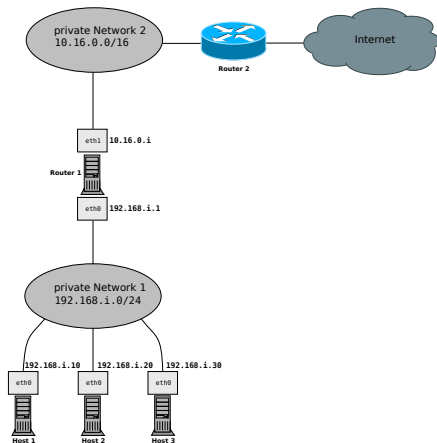 private Network 2
10.16.0.0/16
Internet
Router 2
eth1
10.16.0.i
Router 1
eth0
192.168.i.1
private Network 1
192.168.i.0/24
192.168.i.10
192.168.i.20
192.168.i.30
eth0
eth0
eth0
Host 1
Host 2
Host 3